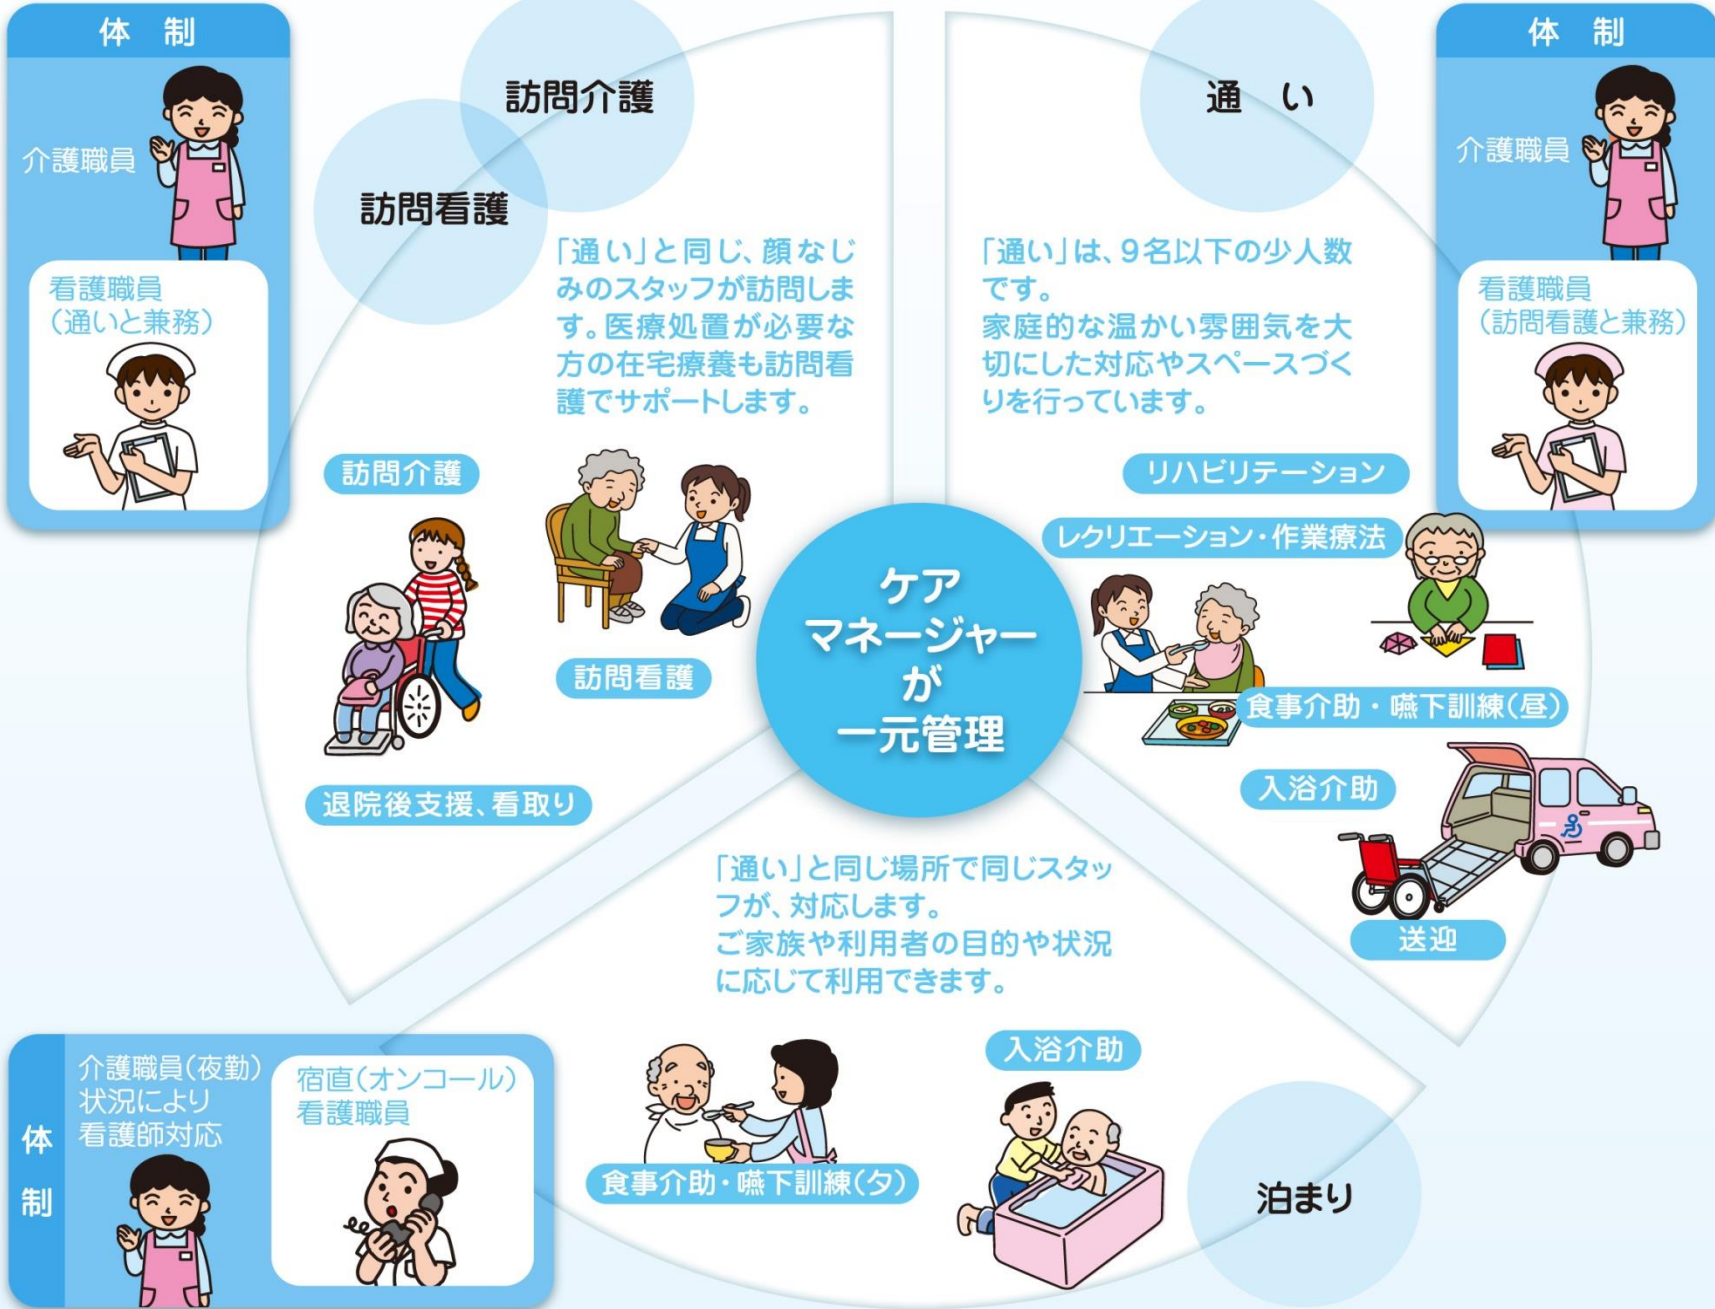 体 制
介護職員
看護職員
（通いと兼務）
訪問介護
訪問看護
「通い」と同じ、顔なじ
みのスタッフが訪問しま
す。医療処置が必要な
方の在宅療養も訪問看
護でサポートします。
訪問介護
訪問看護
退院後支援、看取り
通 い
「通い」は、9名以下の少人数
です。
家庭的な温かい雰囲気を大
切にした対応やスペースづく
りを行っています。
リハビリテーション
レクリエーション・作業療法
食事介助・嚥下訓練（昼）
入浴介助
送迎
体 制
介護職員
看護職員
（訪問看護と兼務）
ケア
マネージャー
が
一元管理
「通い」と同じ場所で同じスタッ
フが、対応します。
ご家族や利用者の目的や状況
に応じて利用できます。
入浴介助
食事介助・嚥下訓練（夕）
泊まり
体 制
介護職員（夜勤）
状況により
看護師対応
宿直（オンコール）
看護職員